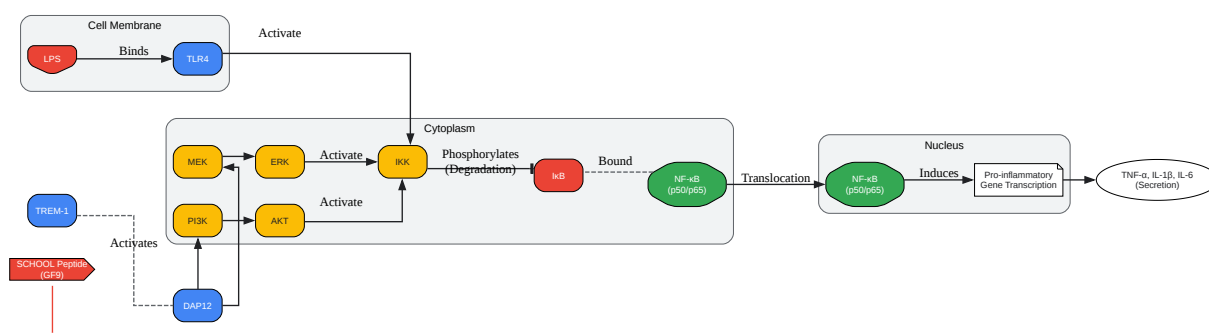 Cell Membrane
LPS
Binds
TLR4
Activate
Cytoplasm
MEK
ERK
Activate
IKK
Phosphorylates
(Degradation)
IκB
Bound
NF-κB
(p50/p65)
Translocation
Nucleus
NF-κB
(p50/p65)
Induces
Pro-inflammatory
Gene Transcription
TNF-α, IL-1β, IL-6
(Secretion)
PI3K
AKT
Activate
TREM-1
Activates
SCHOOL Peptide
(GF9)
DAP12